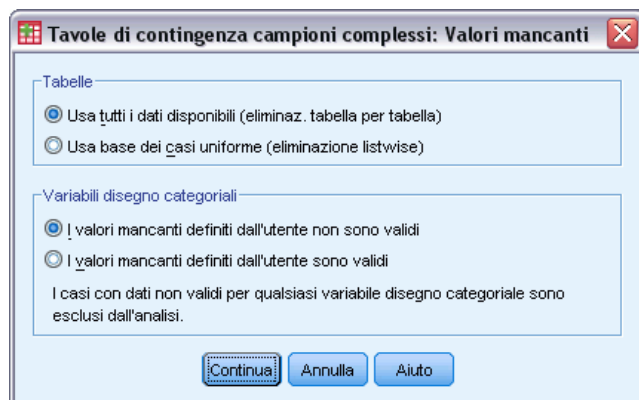 Tavole di contingenza campioni complessi: Valori mancanti
Tabelle
Usa tutti i dati disponibili (eliminaz. tabella per tabella)
Usa base dei casi uniforme (eliminazione listwise)
Variabili disegno categoriali
I valori mancanti definiti dall'utente non sono validi
I valori mancanti definiti dall'utente sono validi
I casi con dati non validi per qualsiasi variabile disegno categoriale sono
esclusi dall'analisi.
Continua
Annulla
Aiuto